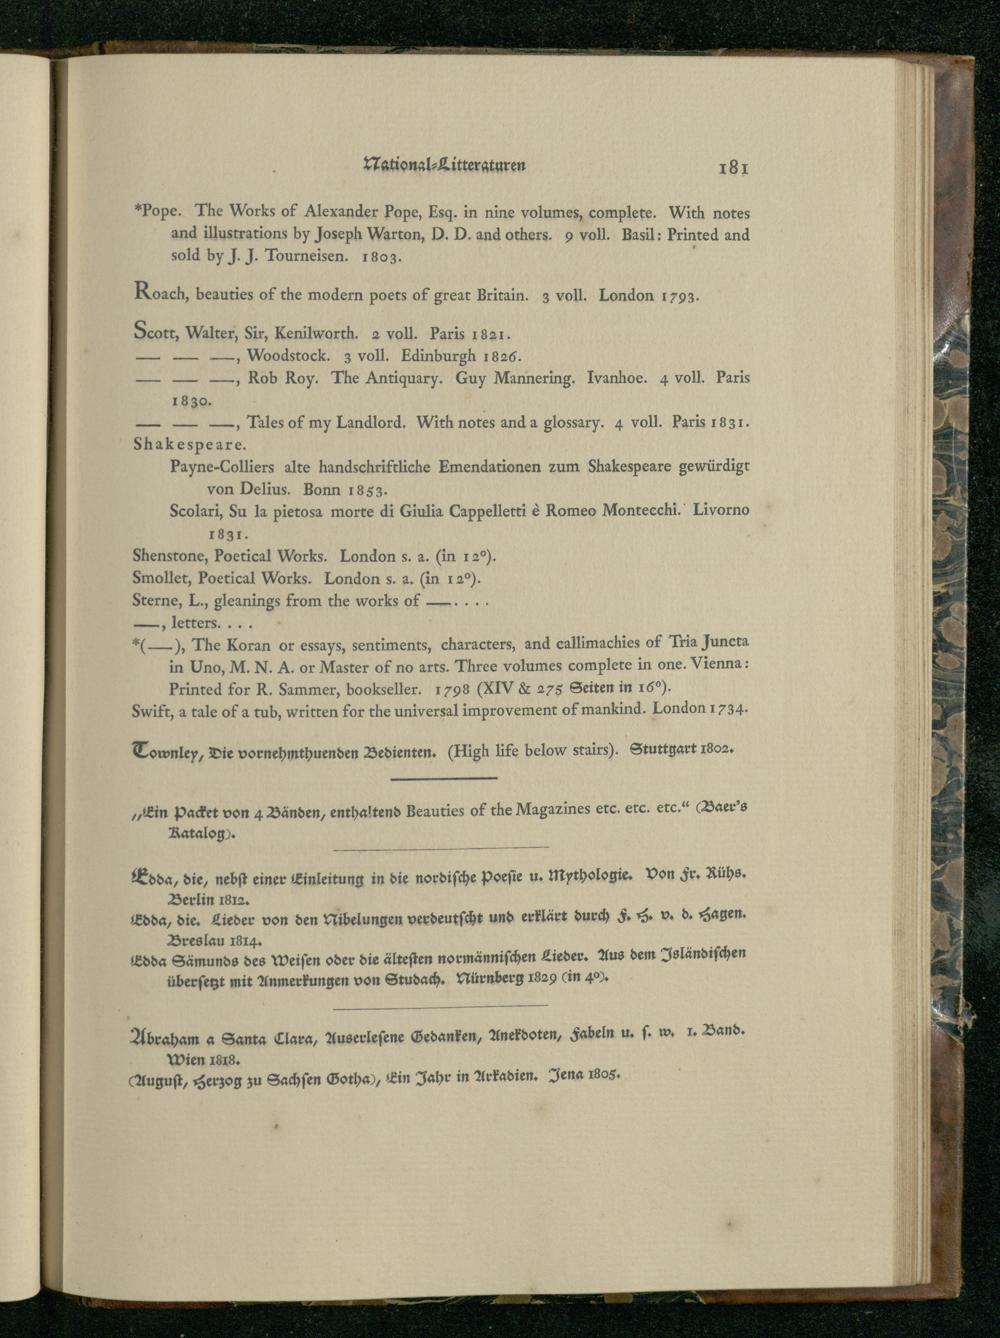 National-Litteraturen 181
*Pope. The Works of Alexander Pope, Esq. in nine volumes, complete. With notes
and illustrations by Joseph Warton, D. D. and others. 9 voll. Basil: Printed and
sold by J. J. Tourneisen. 1803.
Roach, beauties of the modern poets of great Britain. 3 voll. London 1793.
Scott, Walter, Sir, Kenilworth. 2 voll. Paris 1821.
— — —, Woodstock. 3 voll. Edinburgh 1826.
— — —, Rob Roy. The Antiquary. Guy Mannering. Ivanhoe. 4 voll. Paris
1830.
— — —, Tales of my Landlord. With notes and a glossary. 4 voll. Paris 1831.
Shakespeare.
Payne-Colliers alte handschriftliche Emendationen zum Shakespeare gewürdigt
von Delius. Bonn 1853.
Scolari, Su la pietosa morte di Giulia Cappelletti è Romeo Montecchi. Livorno
1831.
Shenstone, Poetical Works. London s. a. (in 12⁰).
Smollet, Poetical Works. London s. a. (in 12⁰).
Sterne, L., gleanings from the works of —. . . .
—, letters. . . .
*(—), The Koran or essays, sentiments, characters, and callimachies of Tria Juncta
in Uno, M. N. A. or Master of no arts. Three volumes complete in one. Vienna:
Printed for R. Sammer, bookseller. 1798 (XIV & 275 Seiten in 16⁰).
Swift, a tale of a tub, written for the universal improvement of mankind. London 1734.
Townley, Die vornehmthuenden Bedienten. (High life below stairs). Stuttgart 1802.
„Ein Packet von 4 Bänden, enthaltend Beauties of the Magazines etc. etc. etc.“ (Baer's
Katalog).
Edda, die, nebst einer Einleitung in die nordische Poesie u. Mythologie. Von Fr. Rühs.
Berlin 1812.
Edda, die. Lieder von den Nibelungen verdeutscht und erklärt durch F. H. v. d. Hagen.
Breslau 1814.
Edda Sämunds des Weisen oder die ältesten normännischen Lieder. Aus dem Isländischen
übersetzt mit Anmerkungen von Studach. Nürnberg 1829 (in 4⁰).
Abraham a Santa Clara, Auserlesene Gedanken, Anekdoten, Fabeln u. s. w. 1. Band.
Wien 1818.
(August, Herzog zu Sachsen Gotha), Ein Jahr in Arkadien. Jena 1805.